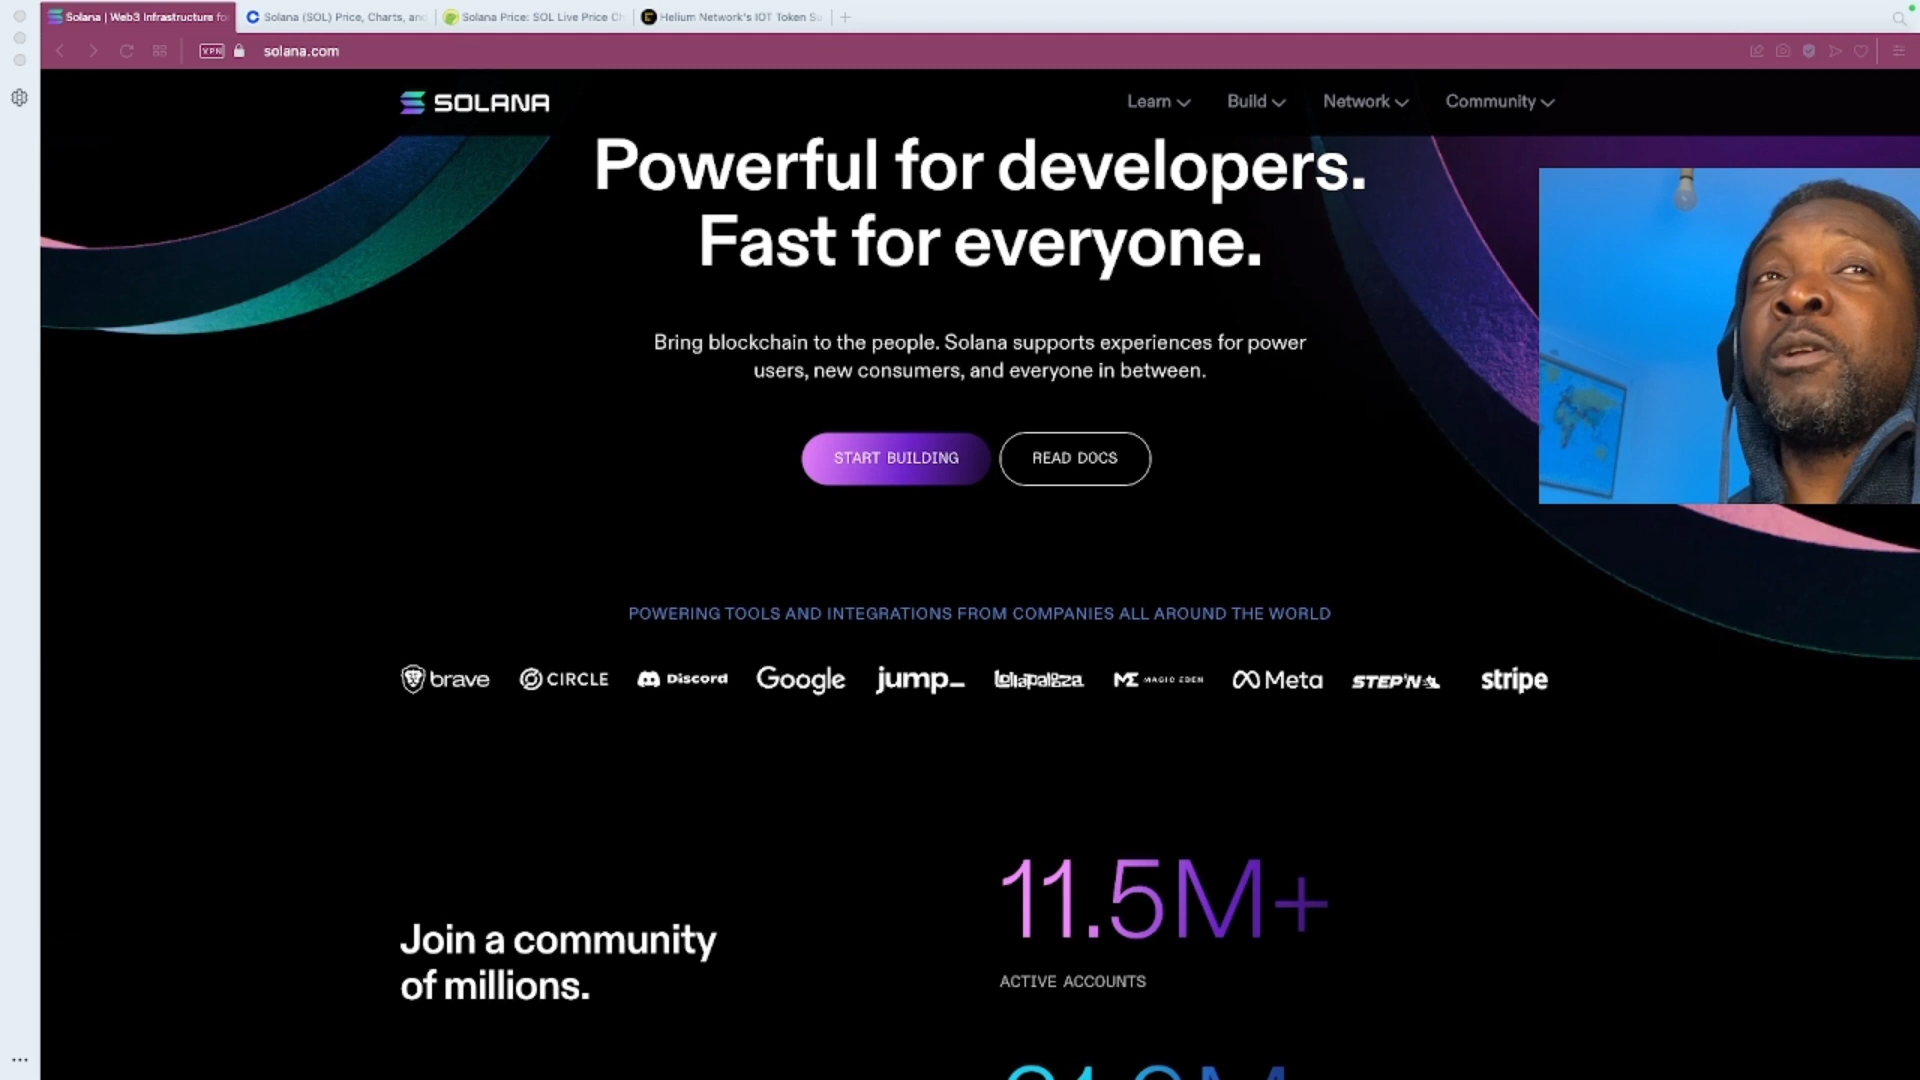 Solana | Web3 Infrastructure for
Solana (SOL) Price, Charts, and
Solana Price: SOL Live Price Ch
Helium Network's IOT Token Su
VPN
solana.com
SOLANA
Learn
Build
Network
Community
Powerful for developers.
Fast for everyone.
Bring blockchain to the people. Solana supports experiences for power
users, new consumers, and everyone in between.
START BUILDING
READ DOCS
POWERING TOOLS AND INTEGRATIONS FROM COMPANIES ALL AROUND THE WORLD
brave
CIRCLE
Discord
Google
jump_
Lollapalooza
ME MAGIC EDEN
Meta
STEP'N
stripe
11.5M+
ACTIVE ACCOUNTS
Join a community
of millions.